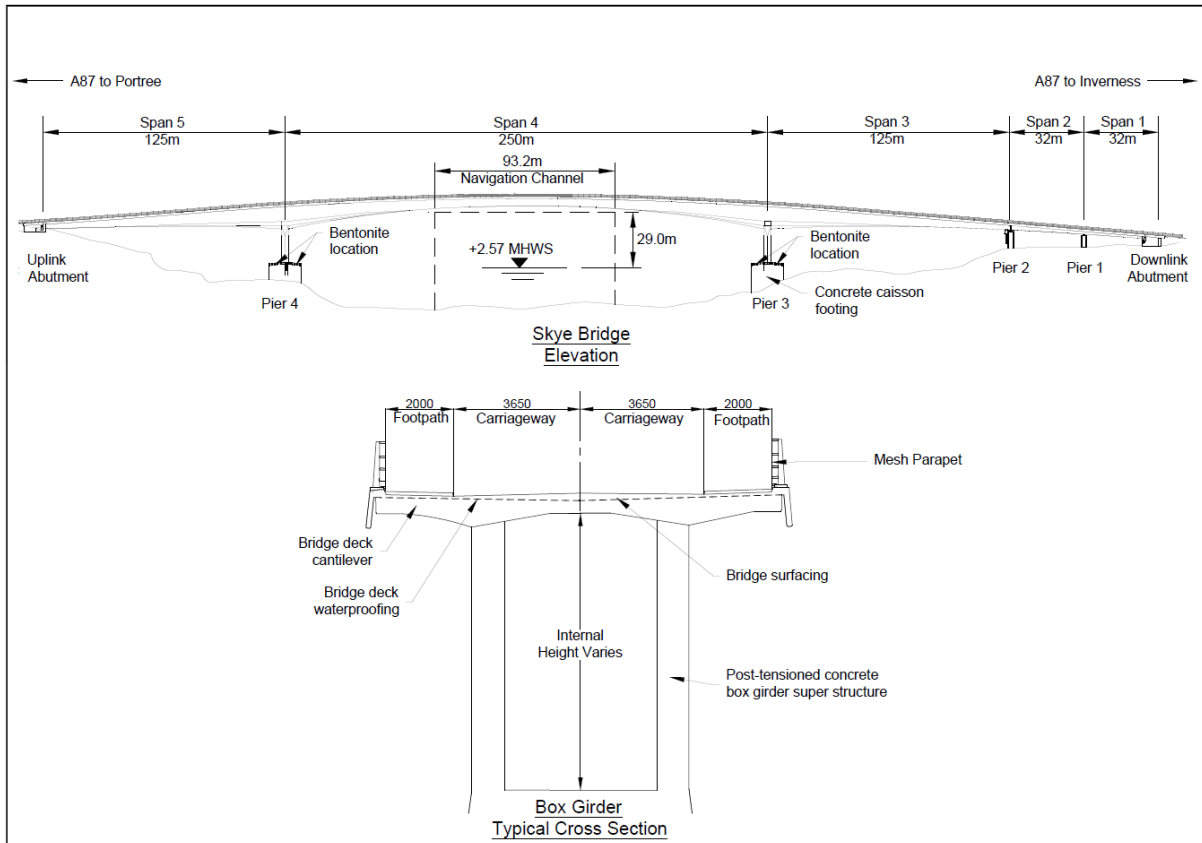 A87 to Portree
A87 to Inverness
Span 5
125m
Span 4
250m
Span 3
125m
Span 2
32m
Span 1
32m
93.2m
Navigation Channel
29.0m
+2.57 MHWS
Bentonite
location
Bentonite
location
Uplink
Abutment
Pier 4
Pier 3
Concrete caisson
footing
Pier 2
Pier 1
Downlink
Abutment
Skye Bridge
Elevation
2000
Footpath
3650
Carriageway
3650
Carriageway
2000
Footpath
Mesh Parapet
Bridge deck
cantilever
Bridge deck
waterproofing
Bridge surfacing
Internal
Height Varies
Post-tensioned concrete
box girder super structure
Box Girder
Typical Cross Section